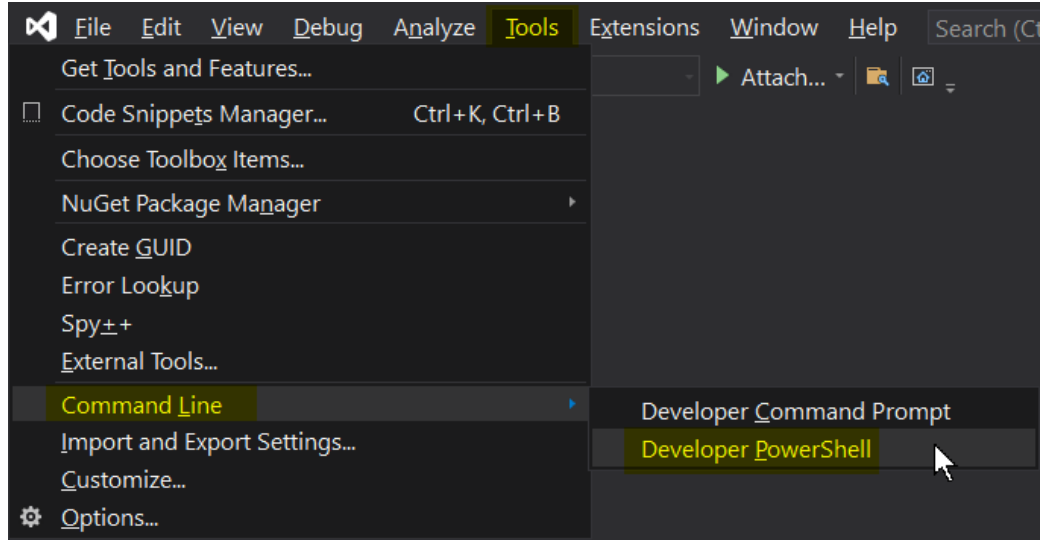 File Edit View Debug Analyze Tools Extensions Window Help Search (Ct
Get Tools and Features...
Attach...
Code Snippets Manager... Ctrl+K, Ctrl+B
Choose Toolbox Items...
NuGet Package Manager
Create GUID
Error Lookup
Spy++
External Tools...
Command Line
Developer Command Prompt
Import and Export Settings...
Developer PowerShell
Customize...
Options...